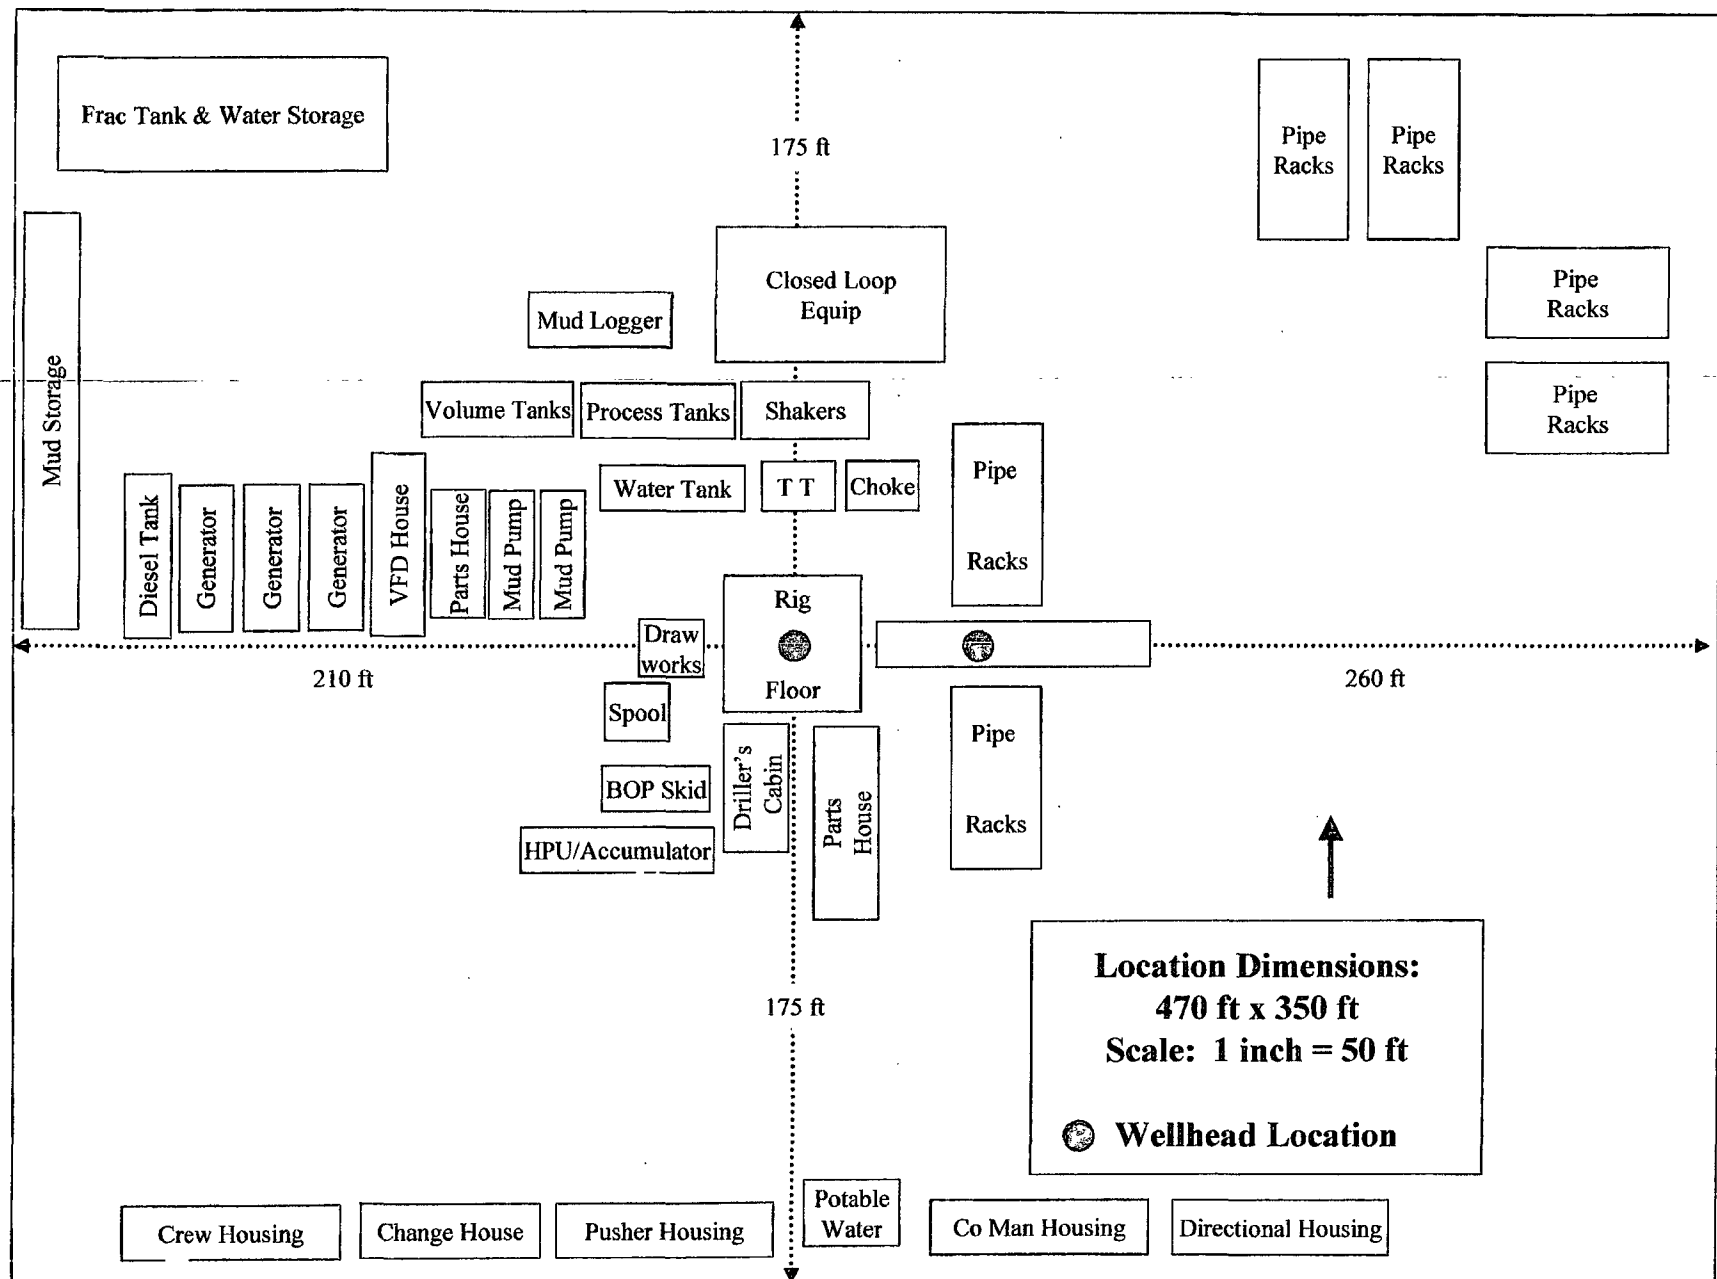 Frac Tank & Water Storage
175 ft
Pipe
Racks
Pipe
Racks
Closed Loop
Equip
Pipe
Racks
Mud Logger
Mud Storage
Volume Tanks
Process Tanks
Shakers
Pipe
Racks
Diesel Tank
Generator
Generator
Generator
VFD House
Parts House
Mud Pump
Mud Pump
Water Tank
T T
Choke
Pipe
Racks
Rig
Floor
Draw
works
210 ft
260 ft
Spool
BOP Skid
HPU/Accumulator
Driller's
Cabin
Parts
House
Pipe
Racks
175 ft
Location Dimensions:
470 ft x 350 ft
Scale: 1 inch = 50 ft
Wellhead Location
Crew Housing
Change House
Pusher Housing
Potable
Water
Co Man Housing
Directional Housing